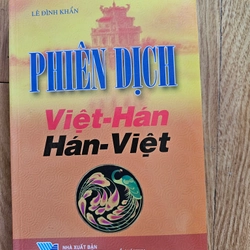 LÊ ĐÌNH KHẨN
PHIÊN DỊCH
Việt-Hán
Hán-Việt
NHÀ XUẤT BẢN